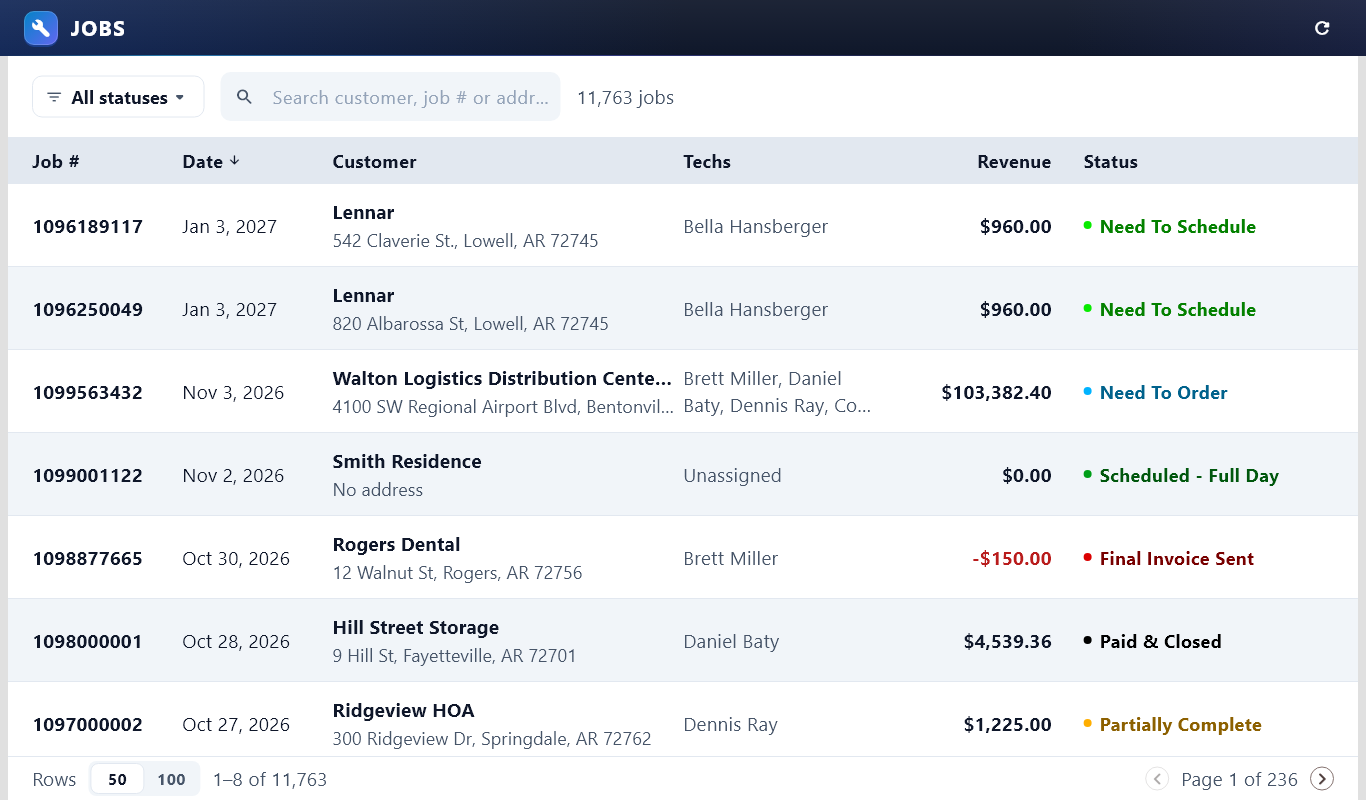 JOBS
All statuses
Search customer, job # or addr...
11,763 jobs
Job # Date ↓ Customer Techs Revenue Status
1096189117 Jan 3, 2027 Lennar Bella Hansberger $960.00 Need To Schedule
542 Claverie St., Lowell, AR 72745
1096250049 Jan 3, 2027 Lennar Bella Hansberger $960.00 Need To Schedule
820 Albarossa St, Lowell, AR 72745
1099563432 Nov 3, 2026 Walton Logistics Distribution Cente... Brett Miller, Daniel $103,382.40 Need To Order
4100 SW Regional Airport Blvd, Bentonvil... Baty, Dennis Ray, Co...
1099001122 Nov 2, 2026 Smith Residence Unassigned $0.00 Scheduled - Full Day
No address
1098877665 Oct 30, 2026 Rogers Dental Brett Miller -$150.00 Final Invoice Sent
12 Walnut St, Rogers, AR 72756
1098000001 Oct 28, 2026 Hill Street Storage Daniel Baty $4,539.36 Paid & Closed
9 Hill St, Fayetteville, AR 72701
1097000002 Oct 27, 2026 Ridgeview HOA Dennis Ray $1,225.00 Partially Complete
300 Ridgeview Dr, Springdale, AR 72762
Rows 50 100 1–8 of 11,763 Page 1 of 236